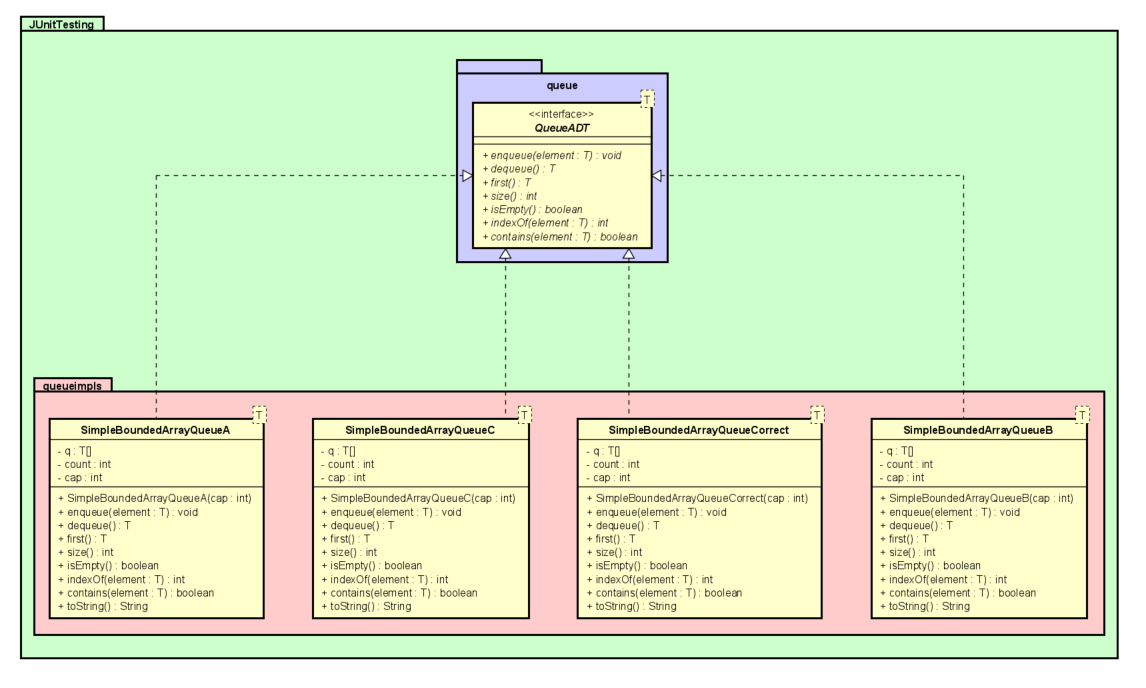 JUnitTesting
queue
T
<<interface>>
QueueADT
+ enqueue(element : T) : void
+ dequeue() : T
+ first() : T
+ size() : int
+ isEmpty() : boolean
+ indexOf(element : T) : int
+ contains(element : T) : boolean
queueimpls
T
SimpleBoundedArrayQueueA
- q : T[]
- count : int
- cap : int
+ SimpleBoundedArrayQueueA(cap : int)
+ enqueue(element : T) : void
+ dequeue() : T
+ first() : T
+ size() : int
+ isEmpty() : boolean
+ indexOf(element : T) : int
+ contains(element : T) : boolean
+ toString() : String
T
SimpleBoundedArrayQueueC
- q : T[]
- count : int
- cap : int
+ SimpleBoundedArrayQueueC(cap : int)
+ enqueue(element : T) : void
+ dequeue() : T
+ first() : T
+ size() : int
+ isEmpty() : boolean
+ indexOf(element : T) : int
+ contains(element : T) : boolean
+ toString() : String
T
SimpleBoundedArrayQueueCorrect
- q : T[]
- count : int
- cap : int
+ SimpleBoundedArrayQueueCorrect(cap : int)
+ enqueue(element : T) : void
+ dequeue() : T
+ first() : T
+ size() : int
+ isEmpty() : boolean
+ indexOf(element : T) : int
+ contains(element : T) : boolean
+ toString() : String
T
SimpleBoundedArrayQueueB
- q : T[]
- count : int
- cap : int
+ SimpleBoundedArrayQueueB(cap : int)
+ enqueue(element : T) : void
+ dequeue() : T
+ first() : T
+ size() : int
+ isEmpty() : boolean
+ indexOf(element : T) : int
+ contains(element : T) : boolean
+ toString() : String